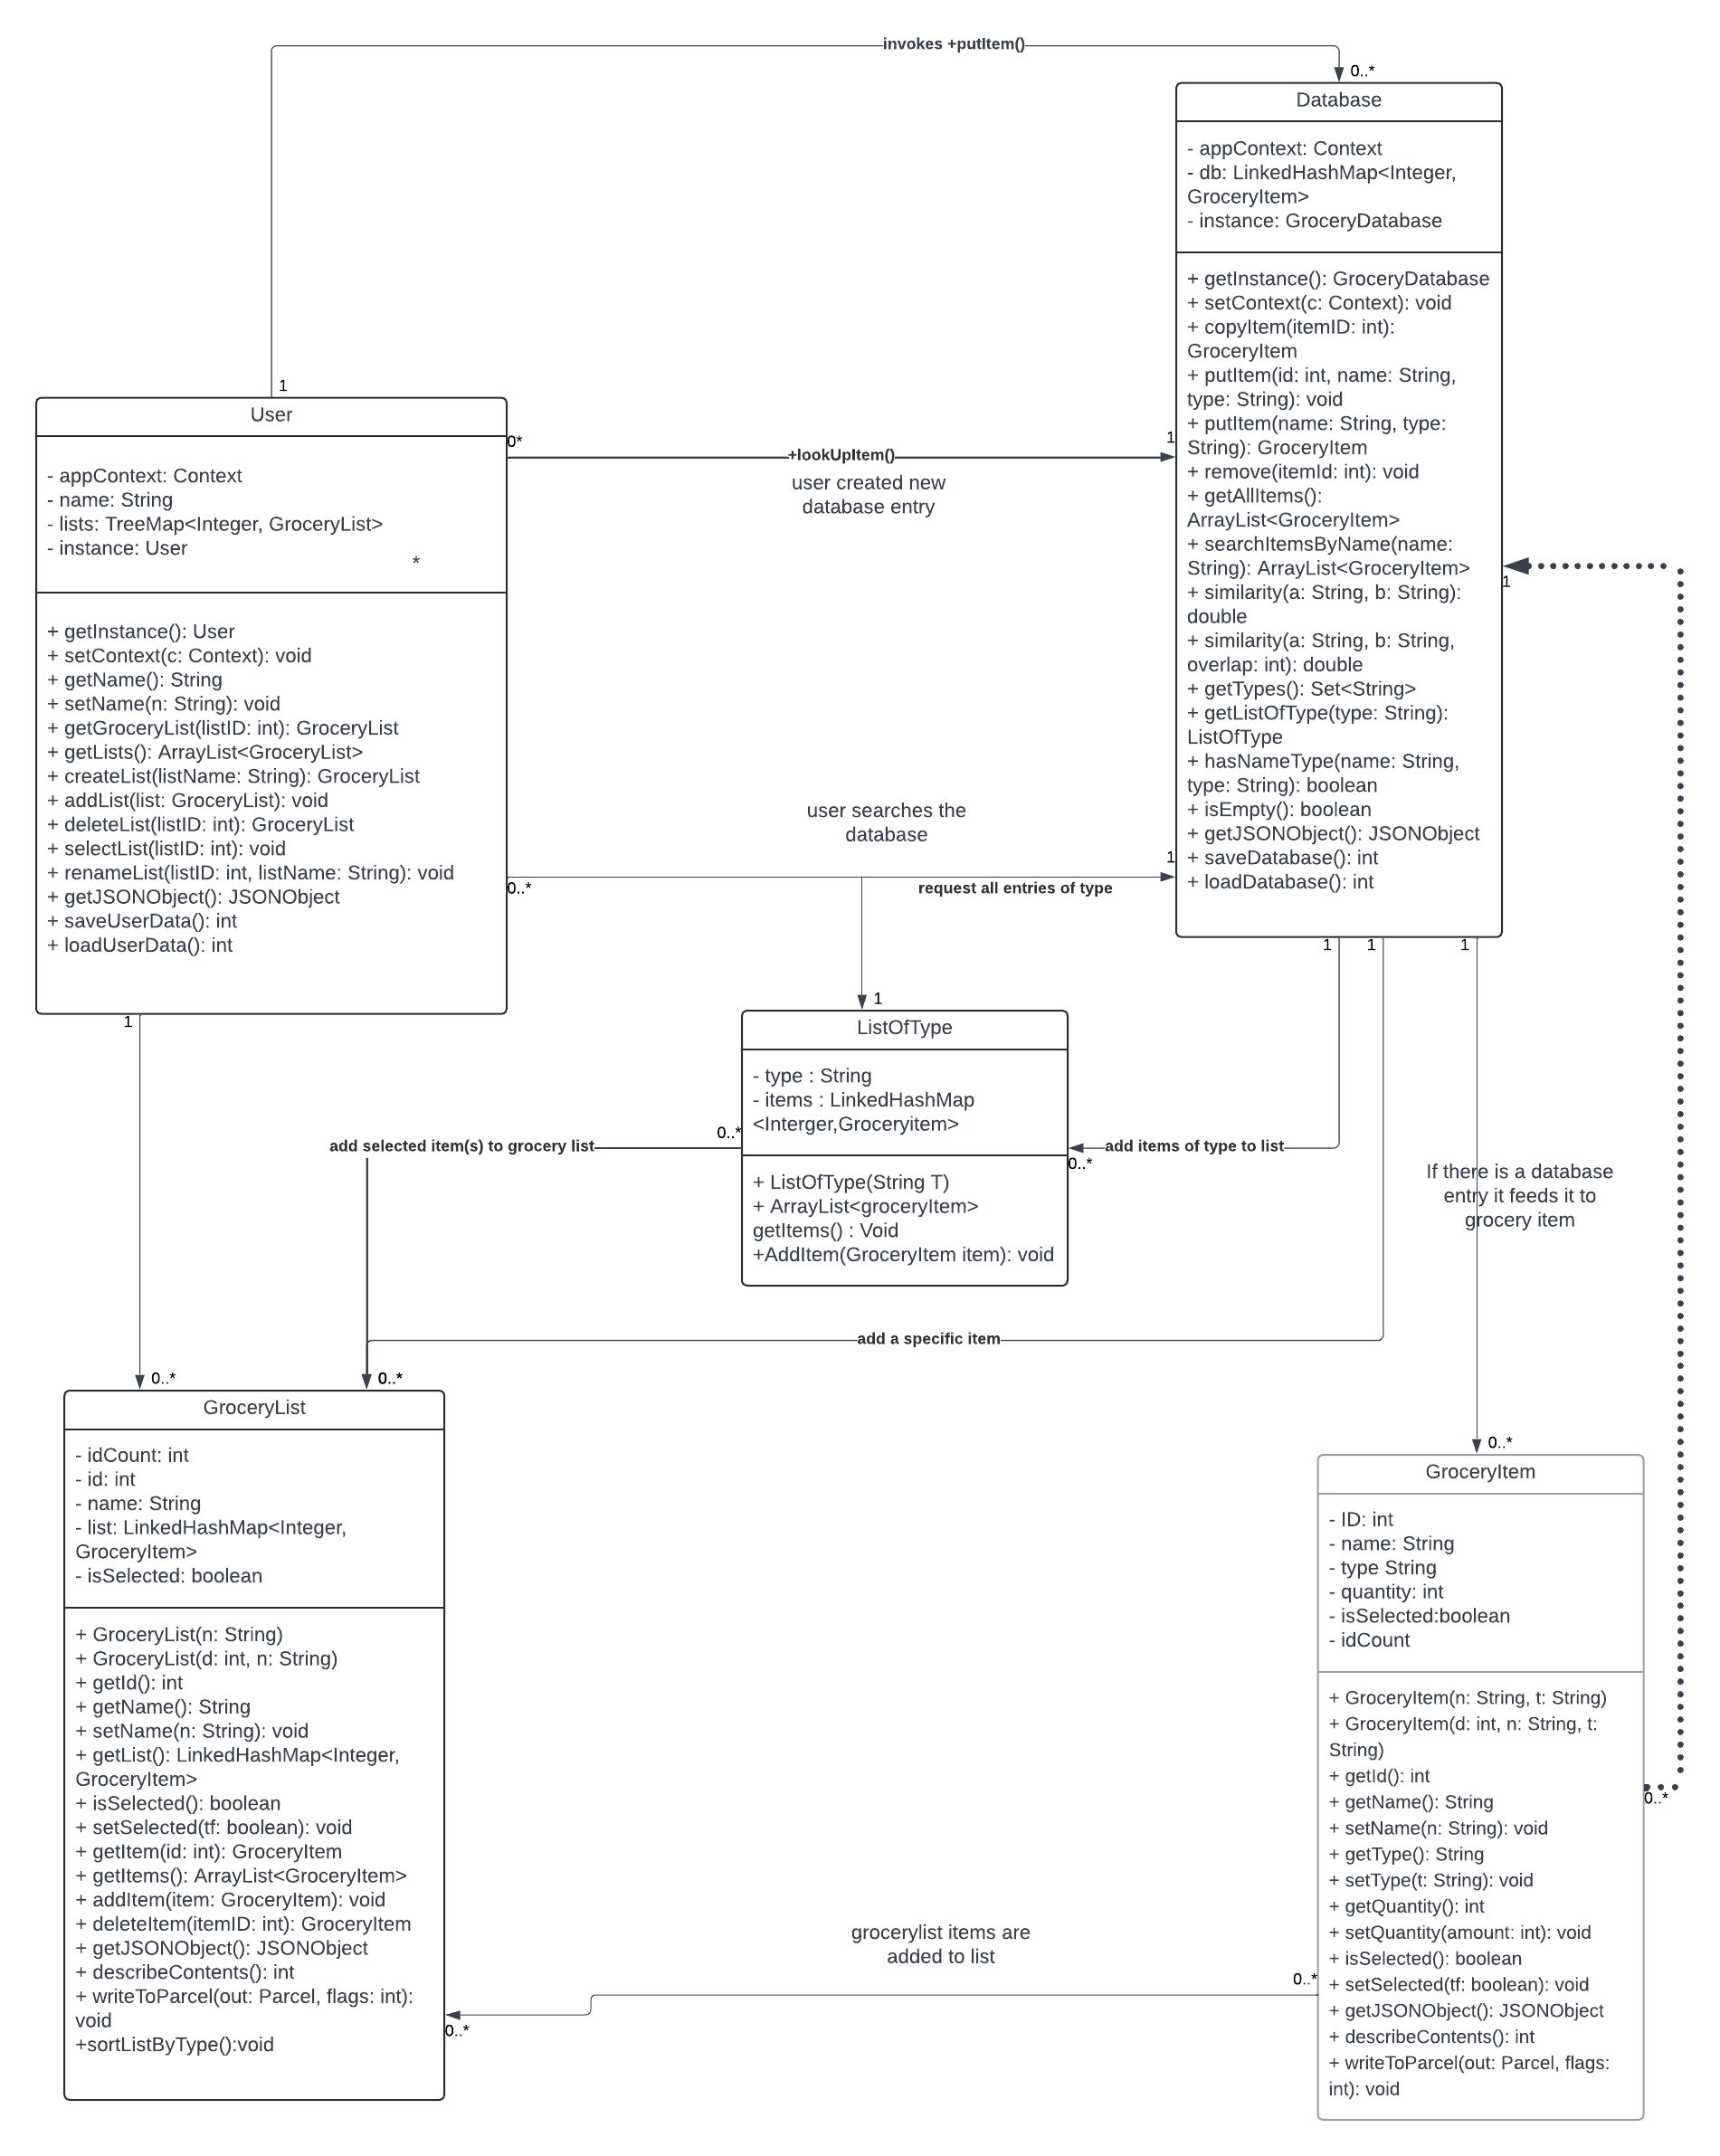 invokes +putItem()
0..*
Database
- appContext: Context
- db: LinkedHashMap<Integer,
GroceryItem>
- instance: GroceryDatabase
+ getInstance(): GroceryDatabase
+ setContext(c: Context): void
+ copyItem(itemID: int):
GroceryItem
+ putItem(id: int, name: String,
type: String): void
+ putItem(name: String, type:
String): GroceryItem
+ remove(itemId: int): void
+ getAllItems():
ArrayList<GroceryItem>
+ searchItemsByName(name:
String): ArrayList<GroceryItem>
+ similarity(a: String, b: String):
double
+ similarity(a: String, b: String,
overlap: int): double
+ getTypes(): Set<String>
+ getListOfType(type: String):
ListOfType
+ hasNameType(name: String,
type: String): boolean
+ isEmpty(): boolean
+ getJSONObject(): JSONObject
+ saveDatabase(): int
+ loadDatabase(): int
1
User
- appContext: Context
- name: String
- lists: TreeMap<Integer, GroceryList>
- instance: User
*
+ getInstance(): User
+ setContext(c: Context): void
+ getName(): String
+ setName(n: String): void
+ getGroceryList(listID: int): GroceryList
+ getLists(): ArrayList<GroceryList>
+ createList(listName: String): GroceryList
+ addList(list: GroceryList): void
+ deleteList(listID: int): GroceryList
+ selectList(listID: int): void
+ renameList(listID: int, listName: String): void
+ getJSONObject(): JSONObject
+ saveUserData(): int
+ loadUserData(): int
0*
+lookUpItem()
1
user created new
database entry
1
user searches the
database
0..*
request all entries of type
1
1
1
1
1
1
ListOfType
- type : String
- items : LinkedHashMap
<Interger,Groceryitem>
+ ListOfType(String T)
+ ArrayList<groceryItem>
getItems() : Void
+AddItem(GroceryItem item): void
0..*
add selected item(s) to grocery list
add items of type to list
0..*
If there is a database
entry it feeds it to
grocery item
add a specific item
0..*
0..*
0..*
GroceryList
- idCount: int
- id: int
- name: String
- list: LinkedHashMap<Integer,
GroceryItem>
- isSelected: boolean
+ GroceryList(n: String)
+ GroceryList(d: int, n: String)
+ getId(): int
+ getName(): String
+ setName(n: String): void
+ getList(): LinkedHashMap<Integer,
GroceryItem>
+ isSelected(): boolean
+ setSelected(tf: boolean): void
+ getItem(id: int): GroceryItem
+ getItems(): ArrayList<GroceryItem>
+ addItem(item: GroceryItem): void
+ deleteItem(itemID: int): GroceryItem
+ getJSONObject(): JSONObject
+ describeContents(): int
+ writeToParcel(out: Parcel, flags: int):
void
+sortListByType():void
GroceryItem
- ID: int
- name: String
- type String
- quantity: int
- isSelected:boolean
- idCount
+ GroceryItem(n: String, t: String)
+ GroceryItem(d: int, n: String, t:
String)
+ getId(): int
+ getName(): String
+ setName(n: String): void
+ getType(): String
+ setType(t: String): void
+ getQuantity(): int
+ setQuantity(amount: int): void
+ isSelected(): boolean
+ setSelected(tf: boolean): void
+ getJSONObject(): JSONObject
+ describeContents(): int
+ writeToParcel(out: Parcel, flags:
int): void
0..*
grocerylist items are
added to list
0..*
0..*